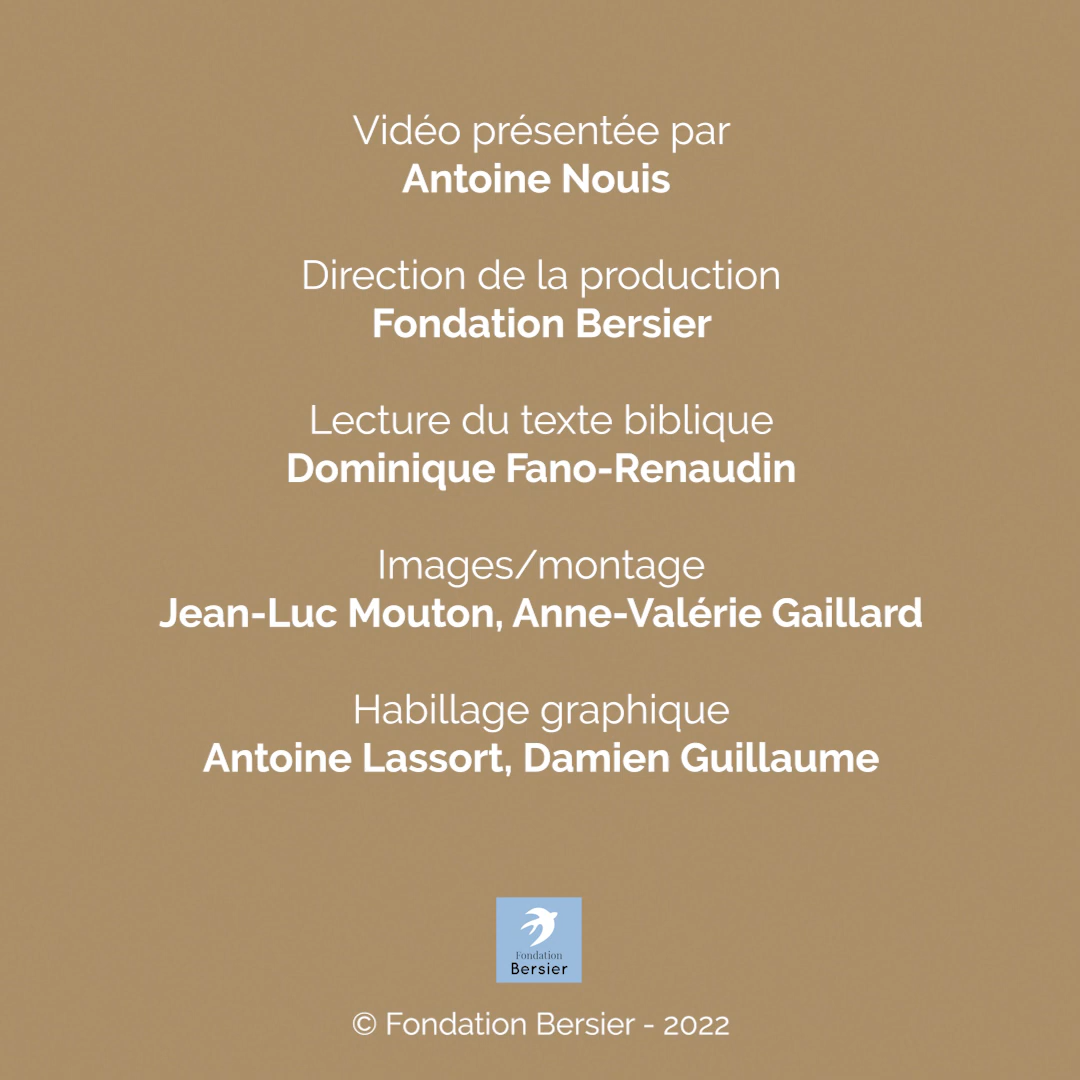 Vidéo présentée par
Antoine Nouis
Direction de la production
Fondation Bersier
Lecture du texte biblique
Dominique Fano-Renaudin
Images/montage
Jean-Luc Mouton, Anne-Valérie Gaillard
Habillage graphique
Antoine Lassort, Damien Guillaume
Fondation
Bersier
© Fondation Bersier - 2022